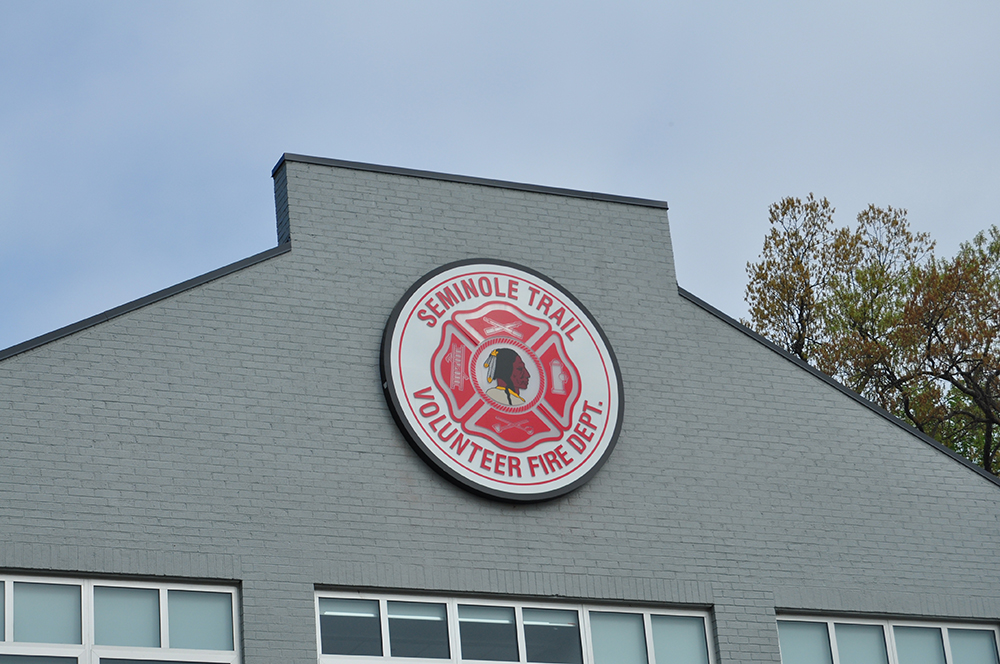 SEMINOLE TRAIL
VOLUNTEER FIRE DEPT.